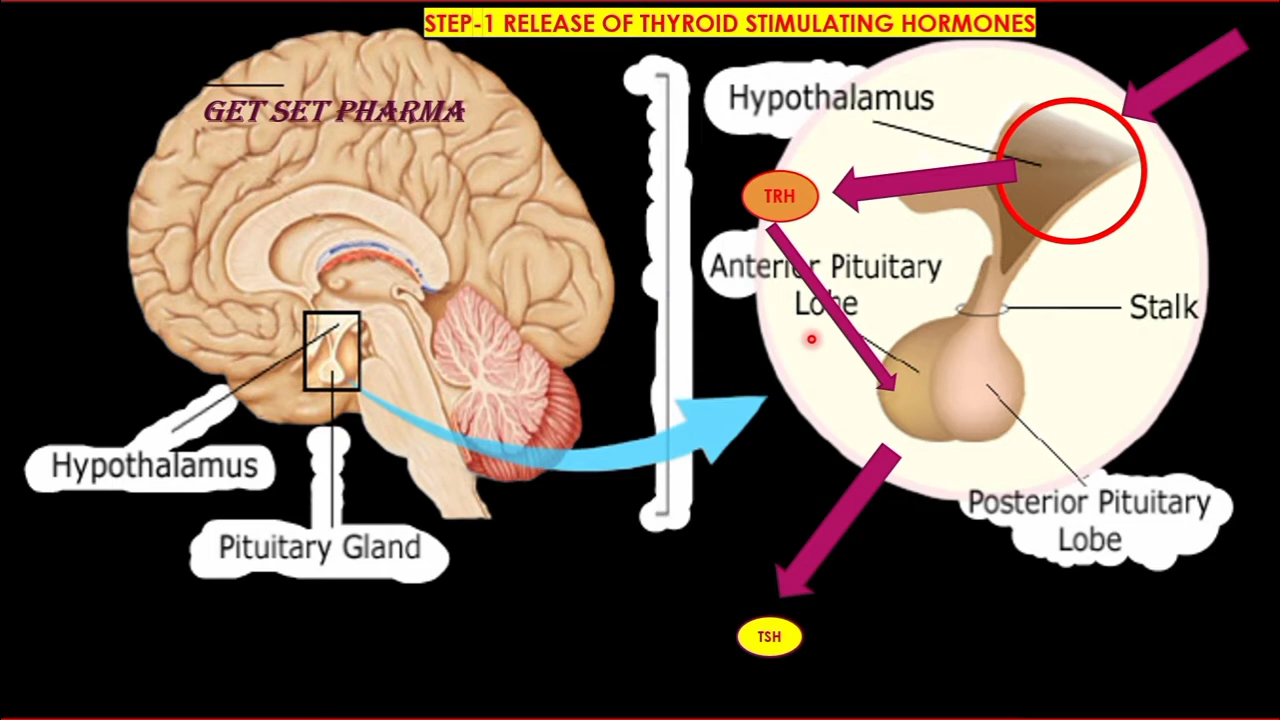 STEP-1 RELEASE OF THYROID STIMULATING HORMONES
GET SET PHARMA
Hypothalamus
TRH
Anterior Pituitary
Lobe
Stalk
Hypothalamus
Posterior Pituitary
Lobe
Pituitary Gland
TSH